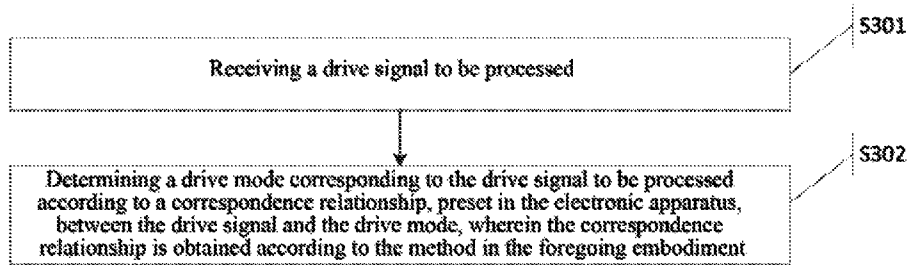 S301
Receiving a drive signal to be processed
S302
Determining a drive mode corresponding to the drive signal to be processed
according to a correspondence relationship, preset in the electronic apparatus,
between the drive signal and the drive mode, wherein the correspondence
relationship is obtained according to the method in the foregoing embodiment